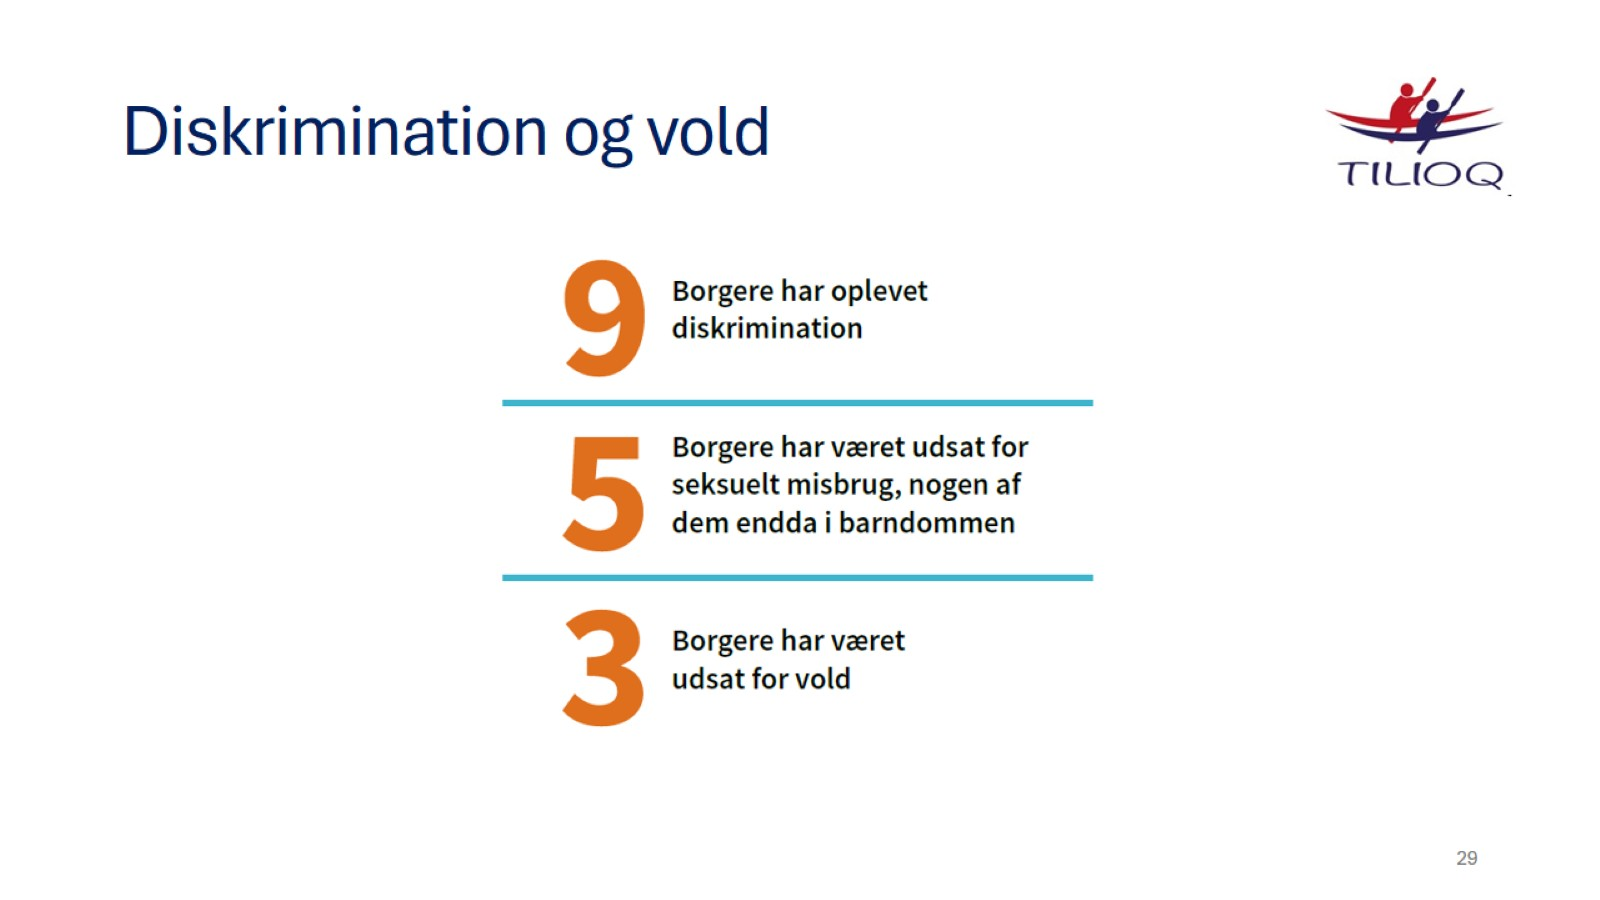 Diskrimination og vold
TILIOQ
9
Borgere har oplevet
diskrimination
5
Borgere har været udsat for
seksuelt misbrug, nogen af
dem endda i barndommen
3
Borgere har været
udsat for vold
29